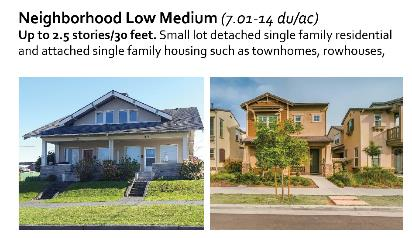 Neighborhood Low Medium (7.01-14 du/ac)
Up to 2.5 stories/30 feet. Small lot detached single family residential
and attached single family housing such as townhomes, rowhouses,